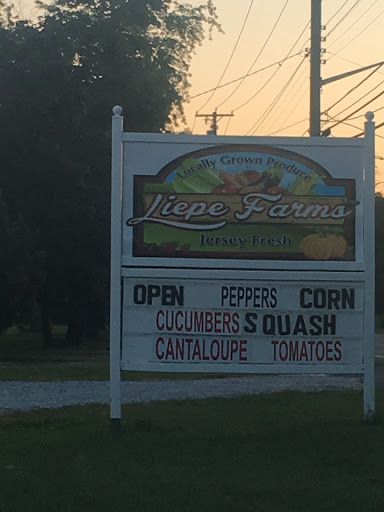 Locally Grown Produce
Liepe Farms
Jersey Fresh
OPEN PEPPERS CORN
CUCUMBERS SQUASH
CANTALOUPE TOMATOES